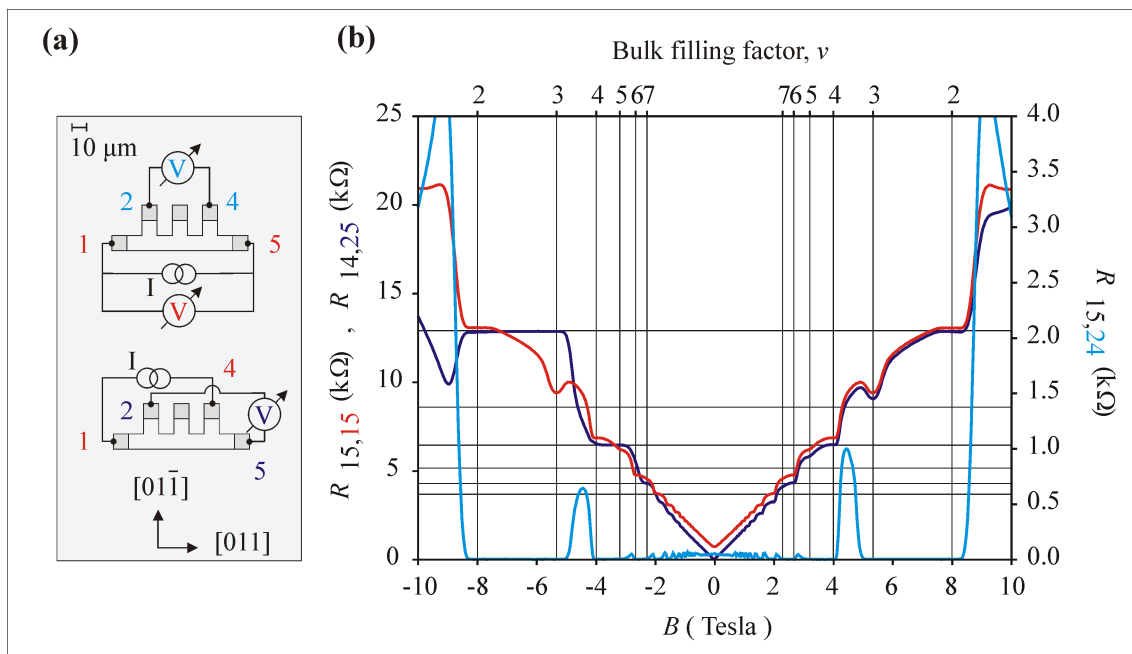 (a)
10 μm
V
2 4
1 5
I
V
I
4
2
V
1
5
[011̅]
[011]
(b)
Bulk filling factor, ν
2 3 4 5 6 7 7 6 5 4 3 2
25
20
15
10
5
0
R 15,15 (kΩ) , R 14,25 (kΩ)
4.0
3.5
3.0
2.5
2.0
1.5
1.0
0.5
0.0
R 15,24 (kΩ)
-10 -8 -6 -4 -2 0 2 4 6 8 10
B ( Tesla )